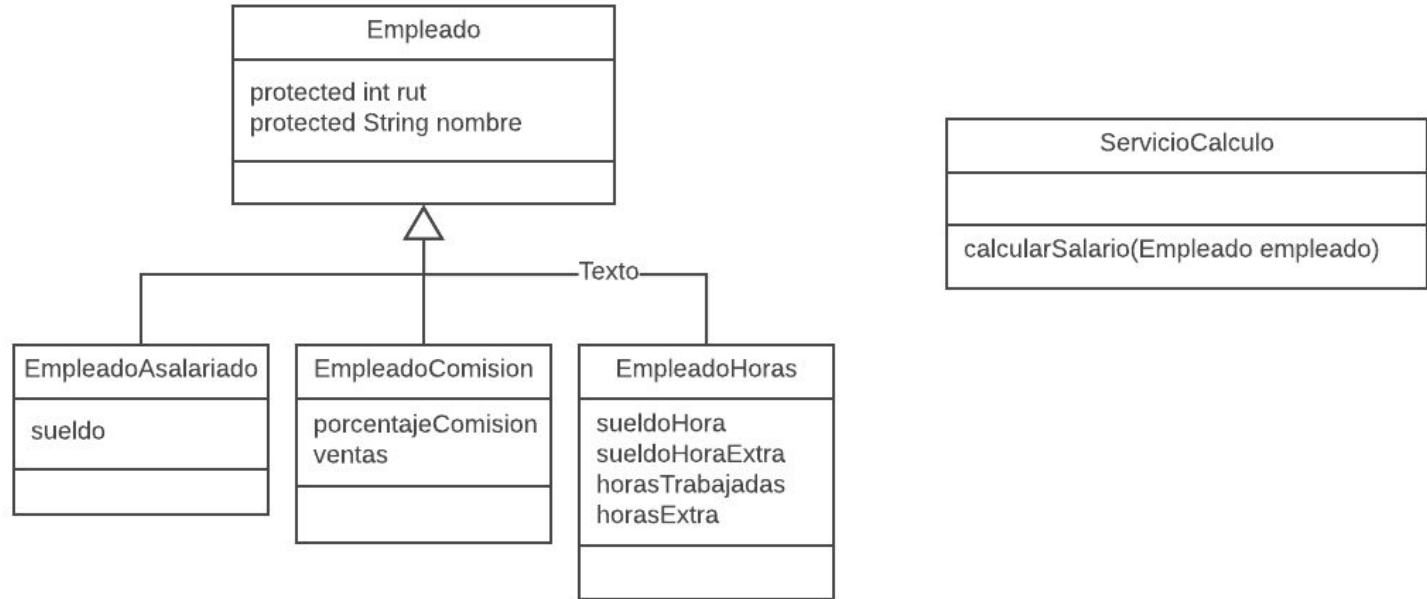 Empleado
protected int rut
protected String nombre
ServicioCalculo
calcularSalario(Empleado empleado)
Texto
EmpleadoAsalariado
sueldo
EmpleadoComision
porcentajeComision
ventas
EmpleadoHoras
sueldoHora
sueldoHoraExtra
horasTrabajadas
horasExtra